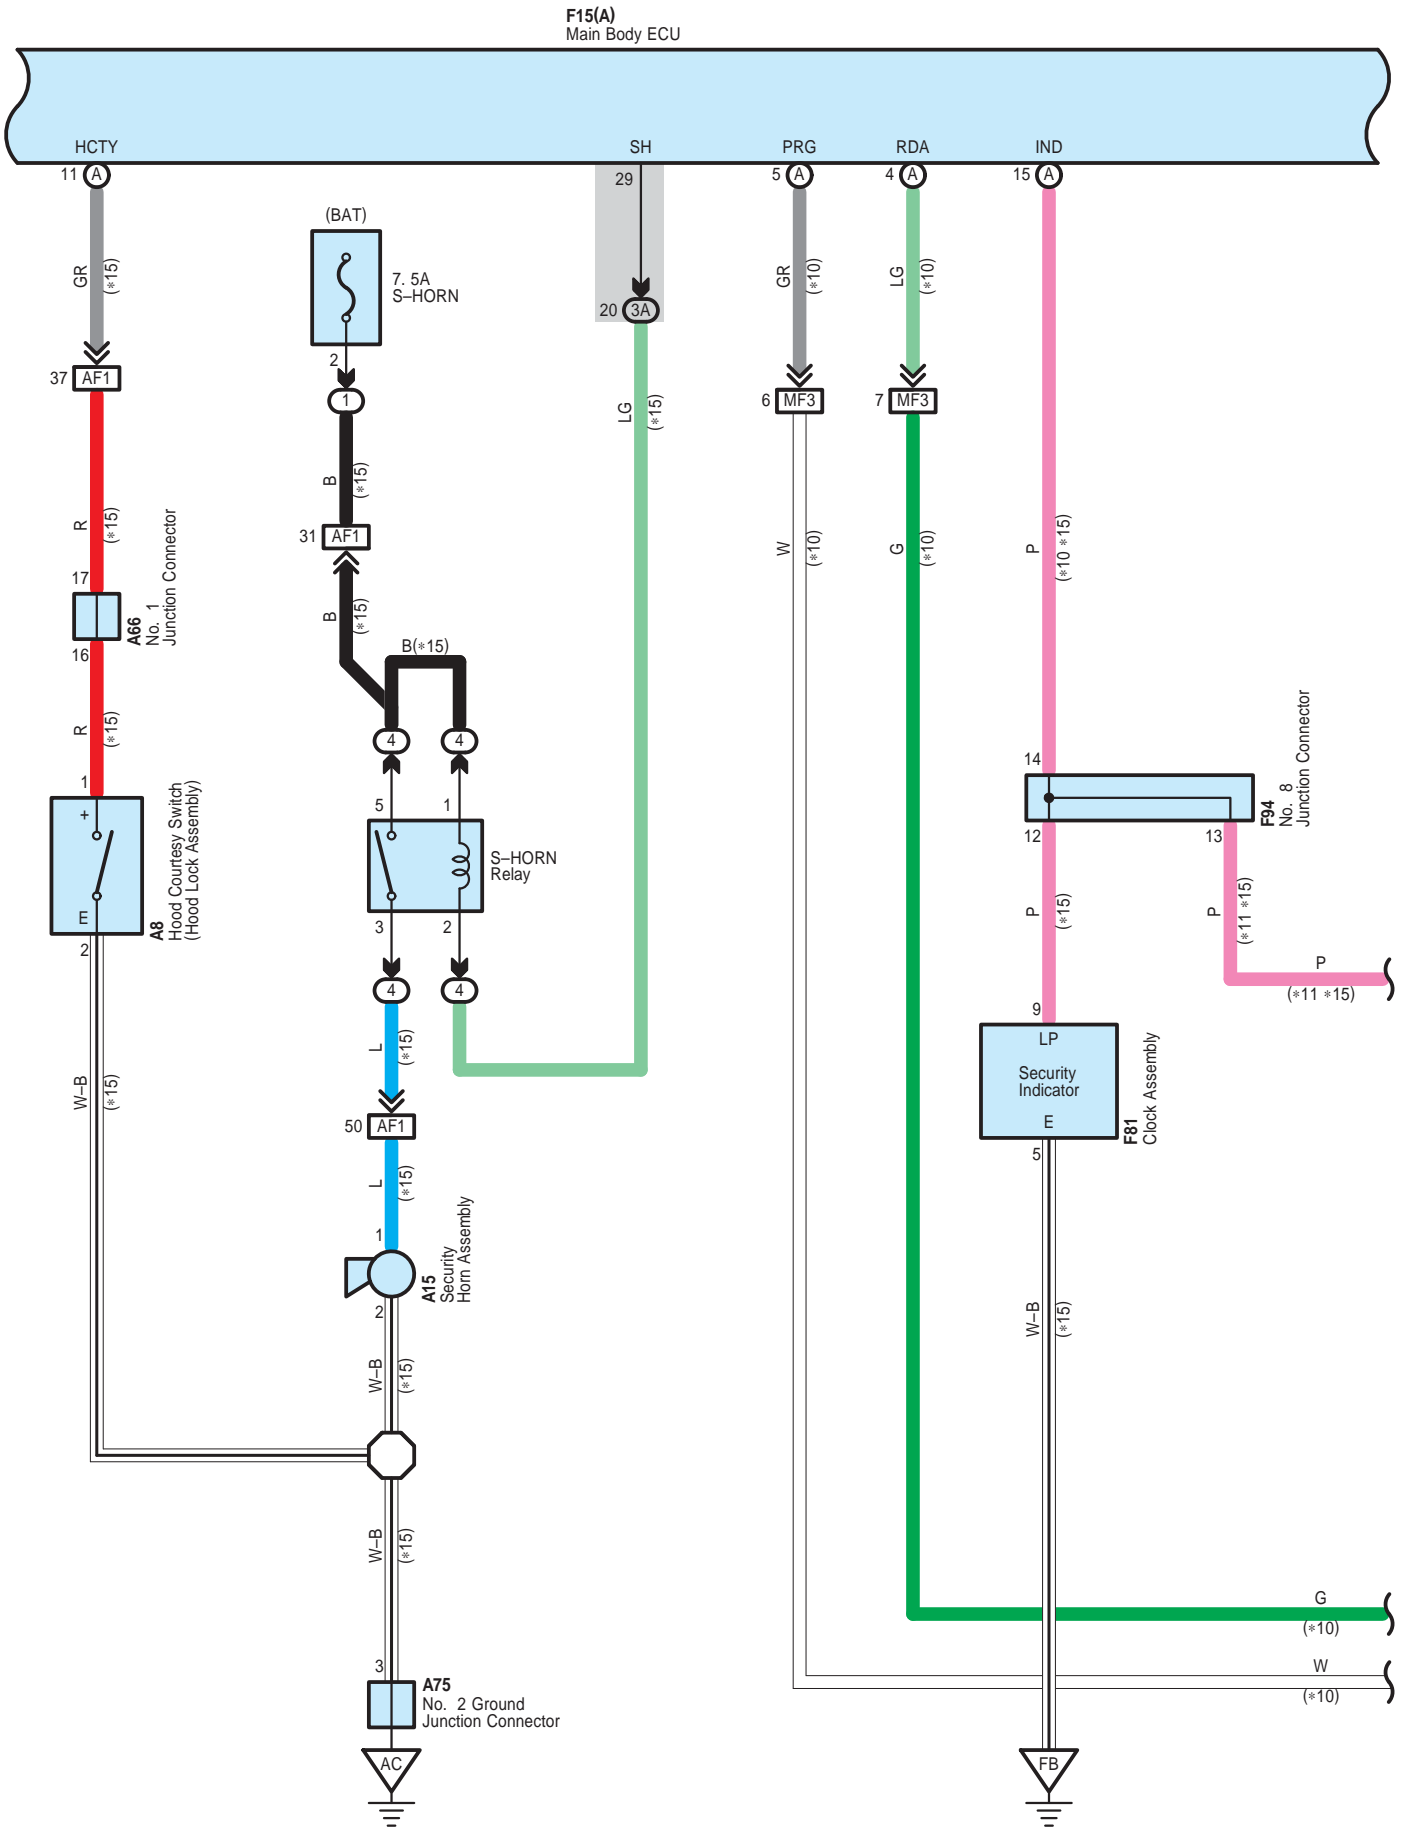 F15(A)
Main Body ECU
HCTY
SH
PRG
RDA
IND
11
A
29
5
A
4
A
15
A
(BAT)
7. 5A
S–HORN
20
3A
GR
(*15)
GR
(*10)
LG
(*10)
2
1
37
AF1
6
MF3
7
MF3
LG
(*15)
B
(*15)
31
AF1
R
(*15)
W
(*10)
G
(*10)
P
(*10 *15)
17
A66
No. 1
Junction Connector
16
B
(*15)
B(*15)
R
(*15)
4
4
14
F94
No. 8
Junction Connector
12
13
1
+
E
2
A8
Hood Courtesy Switch
(Hood Lock Assembly)
5
1
S–HORN
Relay
3
2
4
4
P
(*15)
P
(*11 *15)
P
(*11 *15)
9
LP
Security
Indicator
E
5
F81
Clock Assembly
L
(*15)
W–B
(*15)
50
AF1
L
(*15)
1
A15
Security
Horn Assembly
2
W–B
(*15)
W–B
(*15)
W–B
(*15)
G
(*10)
W
(*10)
3
A75
No. 2 Ground
Junction Connector
AC
FB